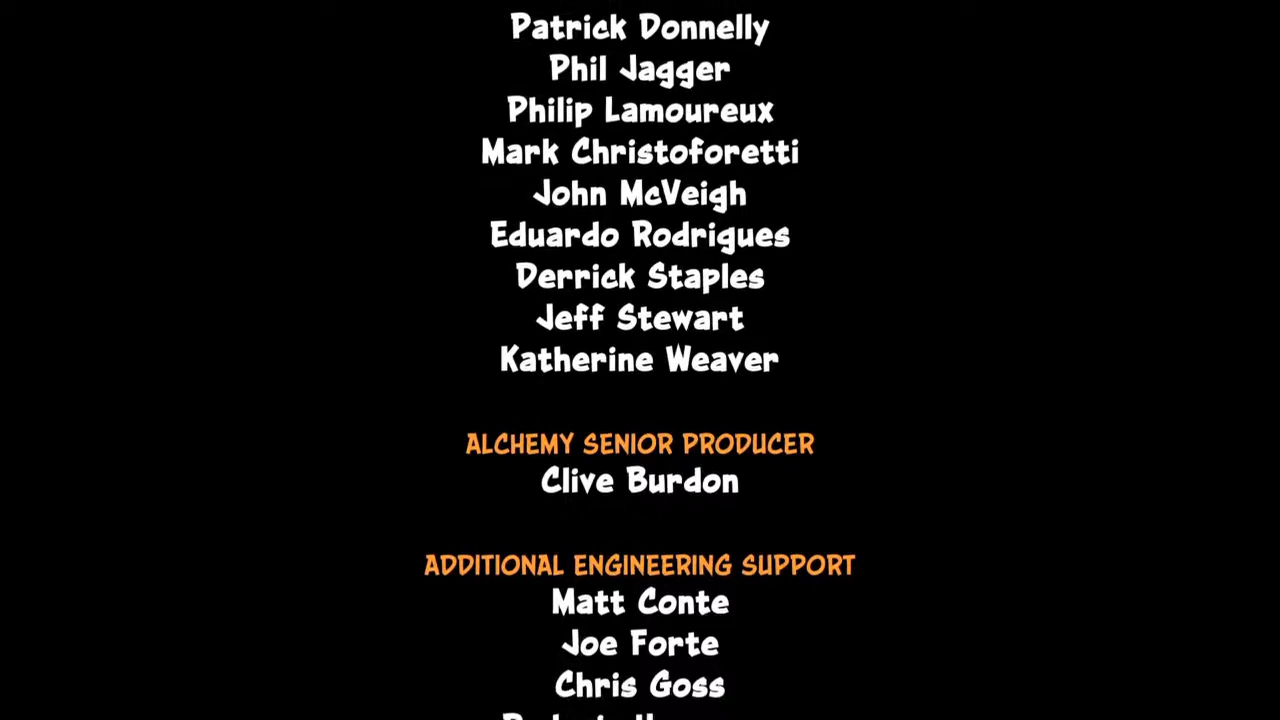 Patrick Donnelly
Phil Jagger
Philip Lamoureux
Mark Christoforetti
John McVeigh
Eduardo Rodrigues
Derrick Staples
Jeff Stewart
Katherine Weaver
ALCHEMY SENIOR PRODUCER
Clive Burdon
ADDITIONAL ENGINEERING SUPPORT
Matt Conte
Joe Forte
Chris Goss